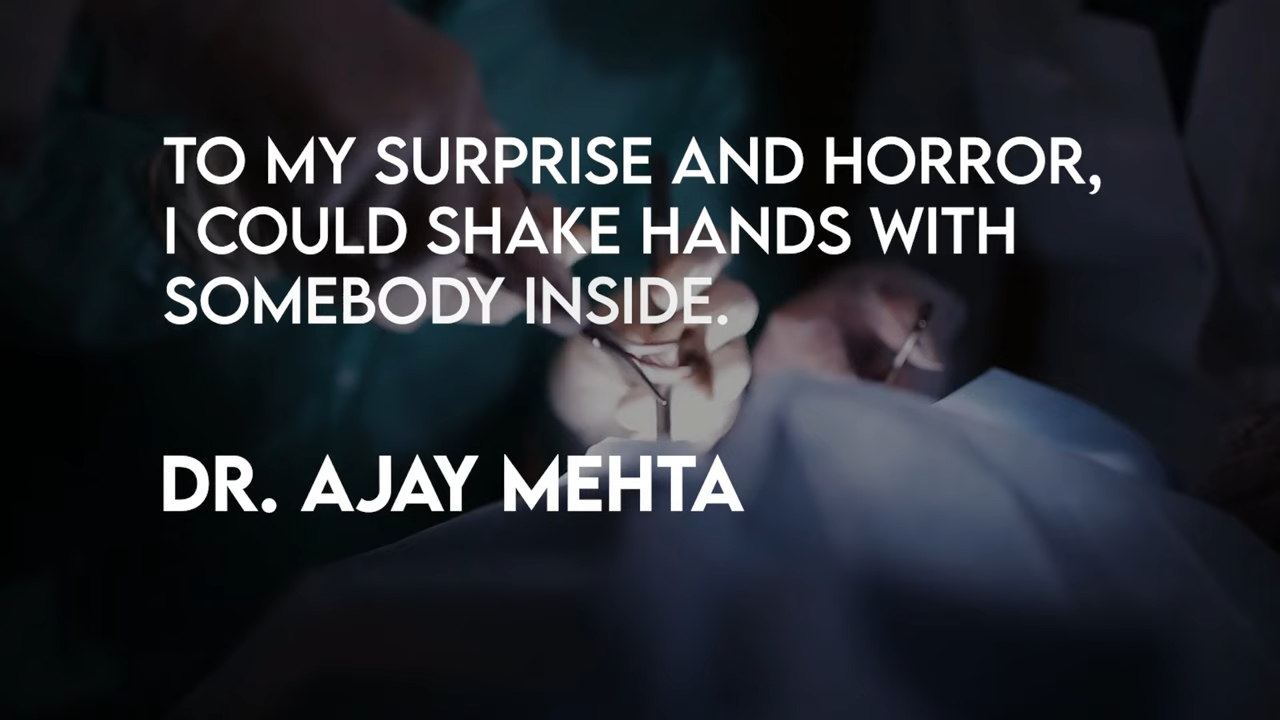 TO MY SURPRISE AND HORROR,
I COULD SHAKE HANDS WITH
SOMEBODY INSIDE.
DR. AJAY MEHTA